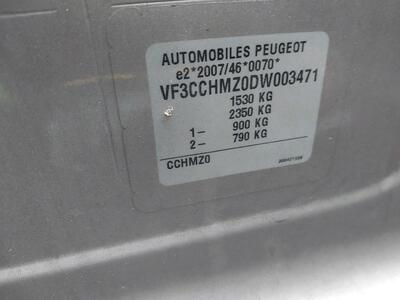 AUTOMOBILES PEUGEOT
e2*2007/46*0070*
VF3CCHMZ0DW003471
1530 KG
2350 KG
1- 900 KG
2- 790 KG
CCHMZ0